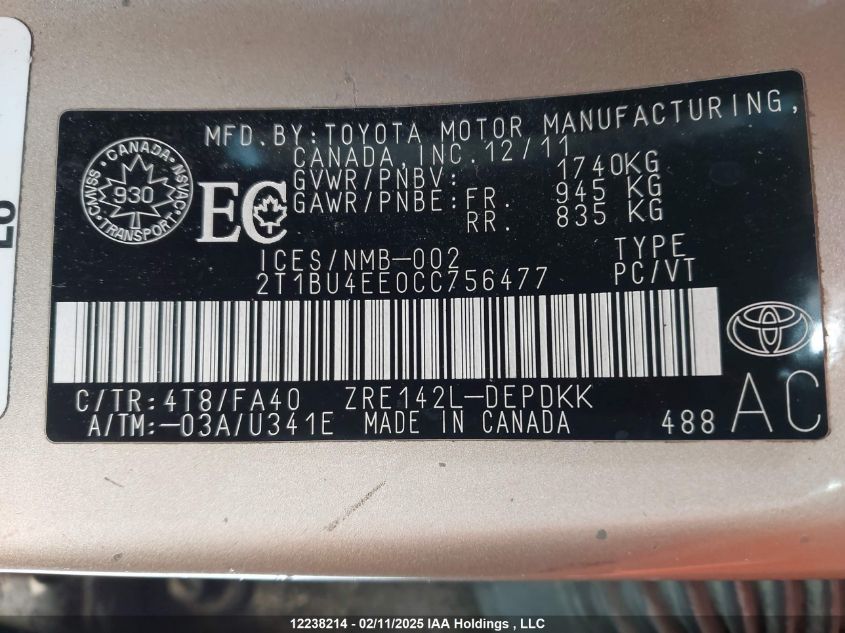 MFD.BY:TOYOTA MOTOR MANUFACTURING,
CANADA,INC.12/11
GVWR/PNBV: 1740KG
GAWR/PNBE:FR. 945 KG
RR. 835 KG
CANADA
CMVSS 930 NSVAC
TRANSPORT
EC
ICES/NMB-002 TYPE
2T1BU4EE0CC756477 PC/VT
C/TR:4T8/FA40 ZRE142L-DEPDKK
A/TM:-03A/U341E MADE IN CANADA 488 AC
12238214 - 02/11/2025 IAA Holdings , LLC